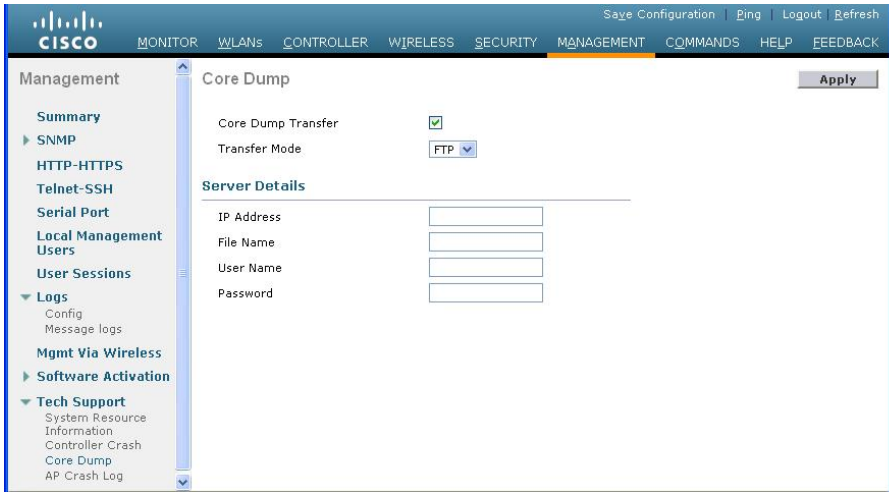 Save Configuration | Ping | Logout | Refresh
CISCO MONITOR WLANs CONTROLLER WIRELESS SECURITY MANAGEMENT COMMANDS HELP FEEDBACK
Management
Summary
SNMP
HTTP-HTTPS
Telnet-SSH
Serial Port
Local Management
Users
User Sessions
Logs
Config
Message logs
Mgmt Via Wireless
Software Activation
Tech Support
System Resource
Information
Controller Crash
Core Dump
AP Crash Log
Core Dump
Apply
Core Dump Transfer
Transfer Mode FTP
Server Details
IP Address
File Name
User Name
Password